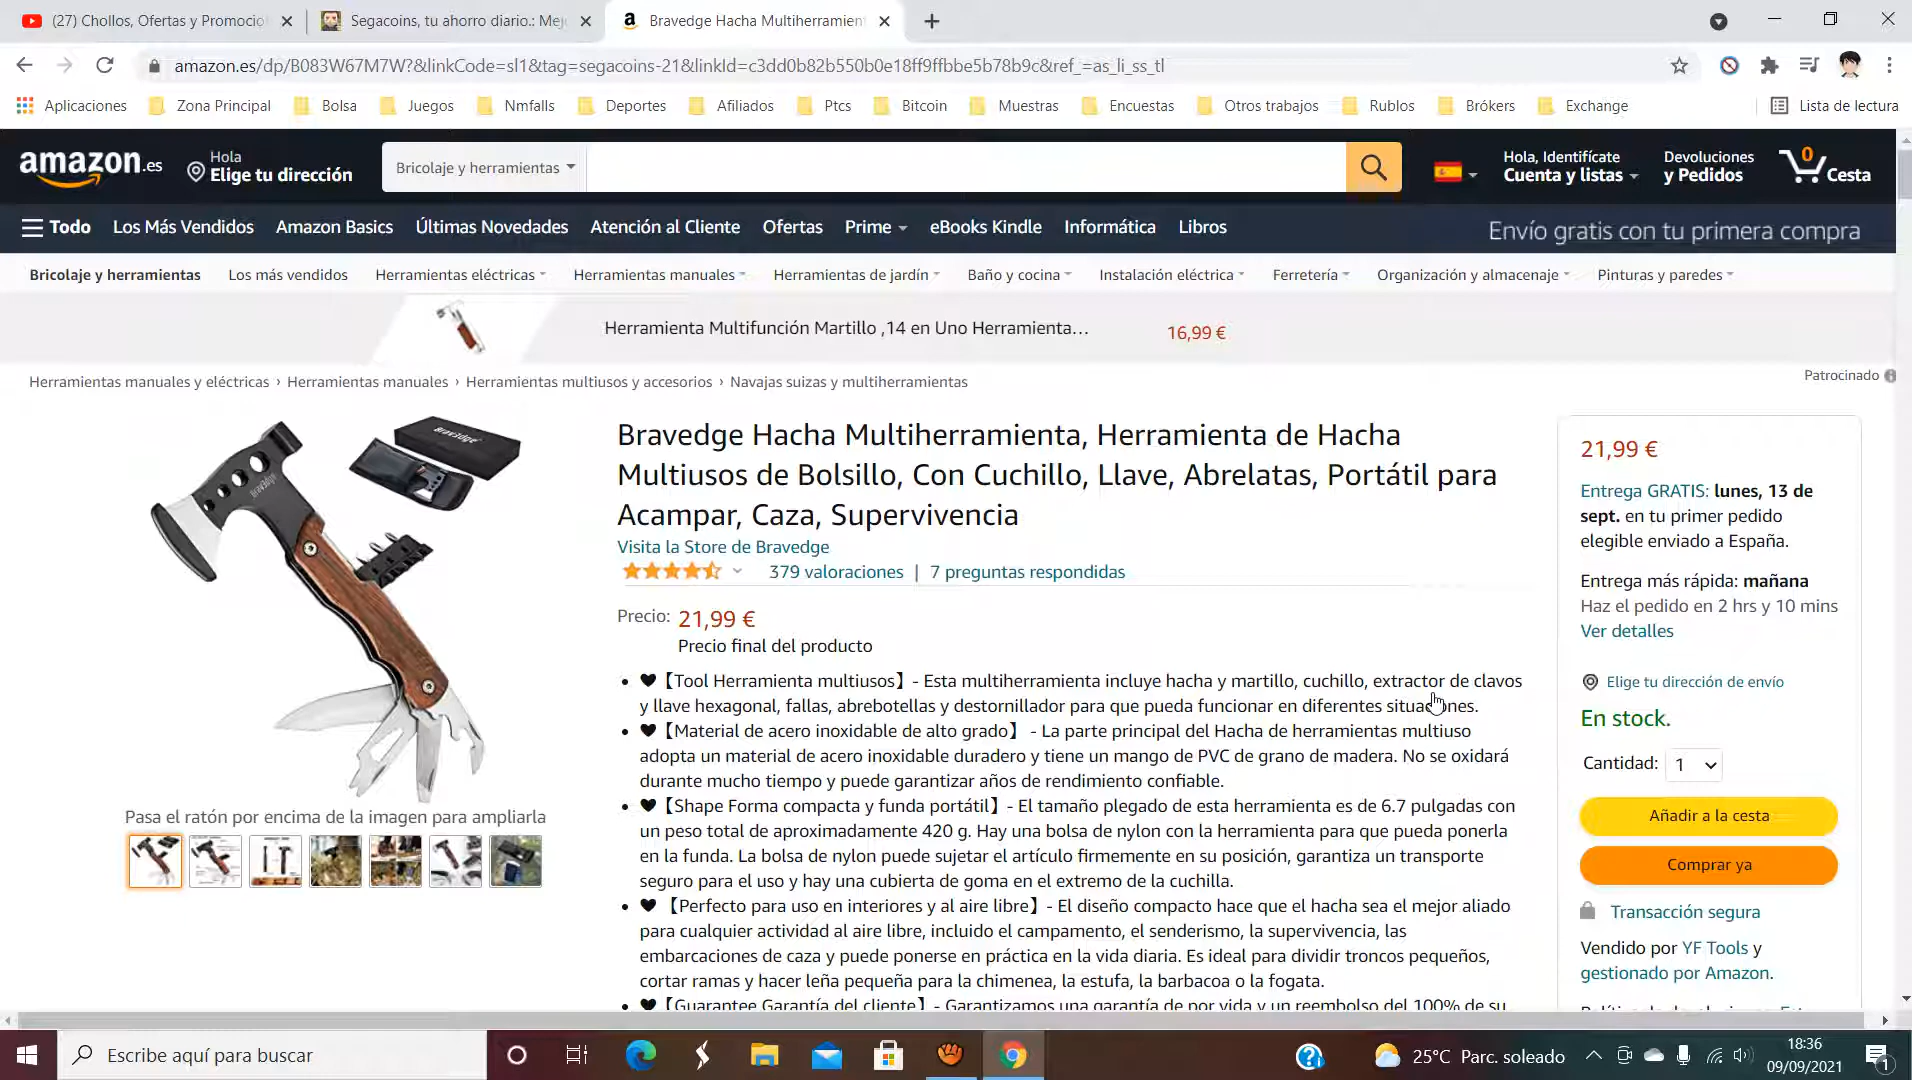 (27) Chollos, Ofertas y Promocio
Segacoins, tu ahorro diario.: Mej
Bravedge Hacha Multiherramien
amazon.es/dp/B083W67M7W?&linkCode=sl1&tag=segacoins-21&linkId=c3dd0b82b550b0e18ff9ffbbe5b78b9c&ref_=as_li_ss_tl
Aplicaciones Zona Principal Bolsa Juegos Nmfalls Deportes Afiliados Ptcs Bitcoin Muestras Encuestas Otros trabajos Rublos Brókers Exchange Lista de lectura
amazon.es
Hola
Elige tu dirección
Bricolaje y herramientas
Hola, Identifícate
Cuenta y listas
Devoluciones
y Pedidos
0
Cesta
Todo Los Más Vendidos Amazon Basics Últimas Novedades Atención al Cliente Ofertas Prime eBooks Kindle Informática Libros
Envío gratis con tu primera compra
Bricolaje y herramientas Los más vendidos Herramientas eléctricas Herramientas manuales Herramientas de jardín Baño y cocina Instalación eléctrica Ferretería Organización y almacenaje Pinturas y paredes
Herramienta Multifunción Martillo ,14 en Uno Herramienta…
16,99 €
Herramientas manuales y eléctricas › Herramientas manuales › Herramientas multiusos y accesorios › Navajas suizas y multiherramientas
Patrocinado
Bravedge
Bravedge
Pasa el ratón por encima de la imagen para ampliarla
Bravedge Hacha Multiherramienta, Herramienta de Hacha
Multiusos de Bolsillo, Con Cuchillo, Llave, Abrelatas, Portátil para
Acampar, Caza, Supervivencia
Visita la Store de Bravedge
379 valoraciones | 7 preguntas respondidas
Precio: 21,99 €
Precio final del producto
• ♥【Tool Herramienta multiusos】- Esta multiherramienta incluye hacha y martillo, cuchillo, extractor de clavos
y llave hexagonal, fallas, abrebotellas y destornillador para que pueda funcionar en diferentes situaciones.
• ♥【Material de acero inoxidable de alto grado】 - La parte principal del Hacha de herramientas multiuso
adopta un material de acero inoxidable duradero y tiene un mango de PVC de grano de madera. No se oxidará
durante mucho tiempo y puede garantizar años de rendimiento confiable.
• ♥【Shape Forma compacta y funda portátil】- El tamaño plegado de esta herramienta es de 6.7 pulgadas con
un peso total de aproximadamente 420 g. Hay una bolsa de nylon con la herramienta para que pueda ponerla
en la funda. La bolsa de nylon puede sujetar el artículo firmemente en su posición, garantiza un transporte
seguro para el uso y hay una cubierta de goma en el extremo de la cuchilla.
• ♥ 【Perfecto para uso en interiores y al aire libre】- El diseño compacto hace que el hacha sea el mejor aliado
para cualquier actividad al aire libre, incluido el campamento, el senderismo, la supervivencia, las
embarcaciones de caza y puede ponerse en práctica en la vida diaria. Es ideal para dividir troncos pequeños,
cortar ramas y hacer leña pequeña para la chimenea, la estufa, la barbacoa o la fogata.
• ♥【Guarantee Garantía del cliente】- Garantizamos una garantía de por vida y un reembolso del 100% de su
21,99 €
Entrega GRATIS: lunes, 13 de
sept. en tu primer pedido
elegible enviado a España.
Entrega más rápida: mañana
Haz el pedido en 2 hrs y 10 mins
Ver detalles
Elige tu dirección de envío
En stock.
Cantidad: 1
Añadir a la cesta
Comprar ya
Transacción segura
Vendido por YF Tools y
gestionado por Amazon.
Escribe aquí para buscar
25°C Parc. soleado
18:36
09/09/2021
1